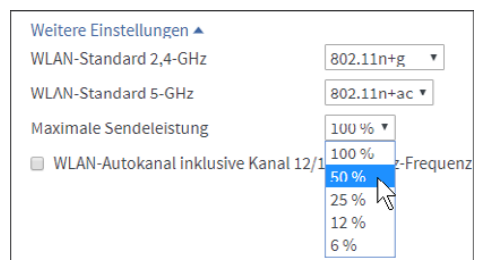 Weitere Einstellungen ▲
WLAN-Standard 2,4-GHz 802.11n+g ▼
WLAN-Standard 5-GHz 802.11n+ac ▼
Maximale Sendeleistung 100 % ▼
WLAN-Autokanal inklusive Kanal 12/1 z-Frequenz
100 %
50 %
25 %
12 %
6 %